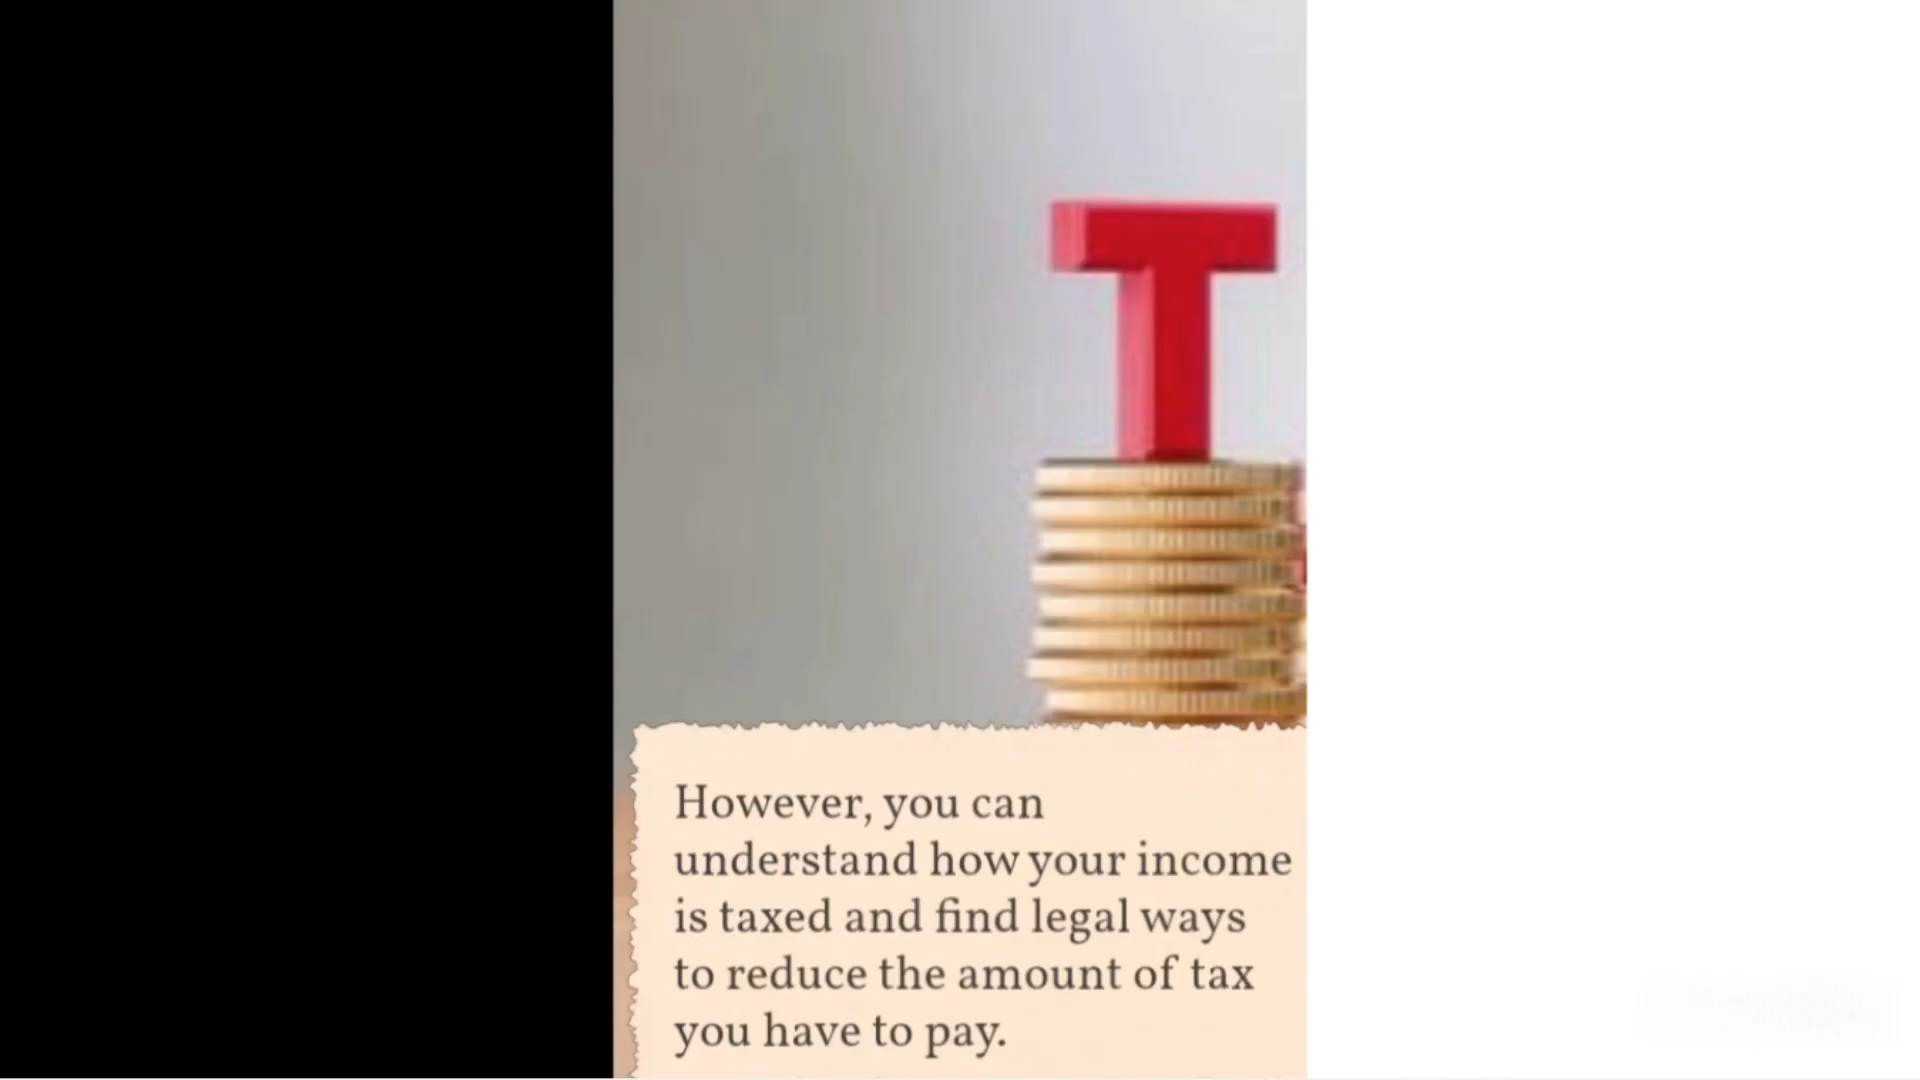 T
However, you can
understand how your income
is taxed and find legal ways
to reduce the amount of tax
you have to pay.